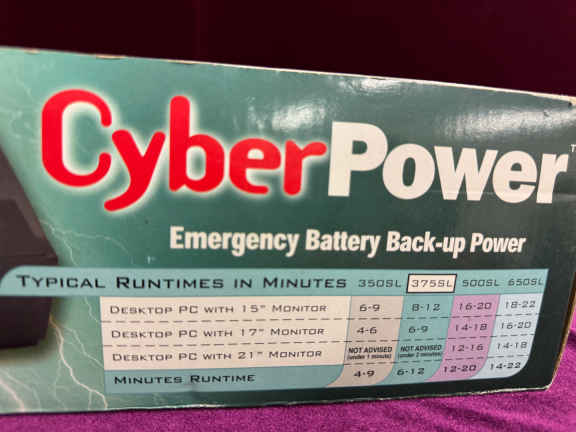 CyberPower™
Emergency Battery Back-up Power
TYPICAL RUNTIMES IN MINUTES 350SL 375SL 500SL 650SL
DESKTOP PC WITH 15" MONITOR 6-9 8-12 16-20 18-22
DESKTOP PC WITH 17" MONITOR 4-6 6-9 14-18 16-20
DESKTOP PC WITH 21" MONITOR NOT ADVISED (under 1 minute) NOT ADVISED (under 2 minutes) 12-16 14-18
MINUTES RUNTIME 4-9 6-12 12-20 14-22